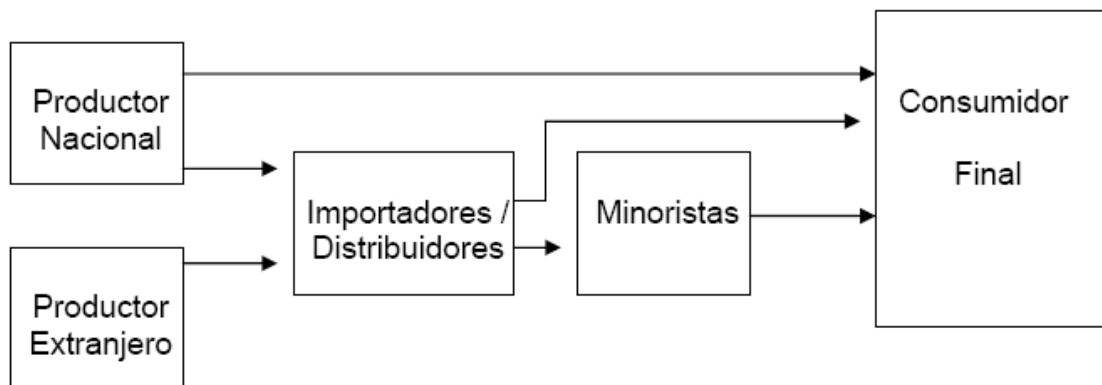 Productor
Nacional
Consumidor
Final
Importadores /
Distribuidores
Minoristas
Productor
Extranjero